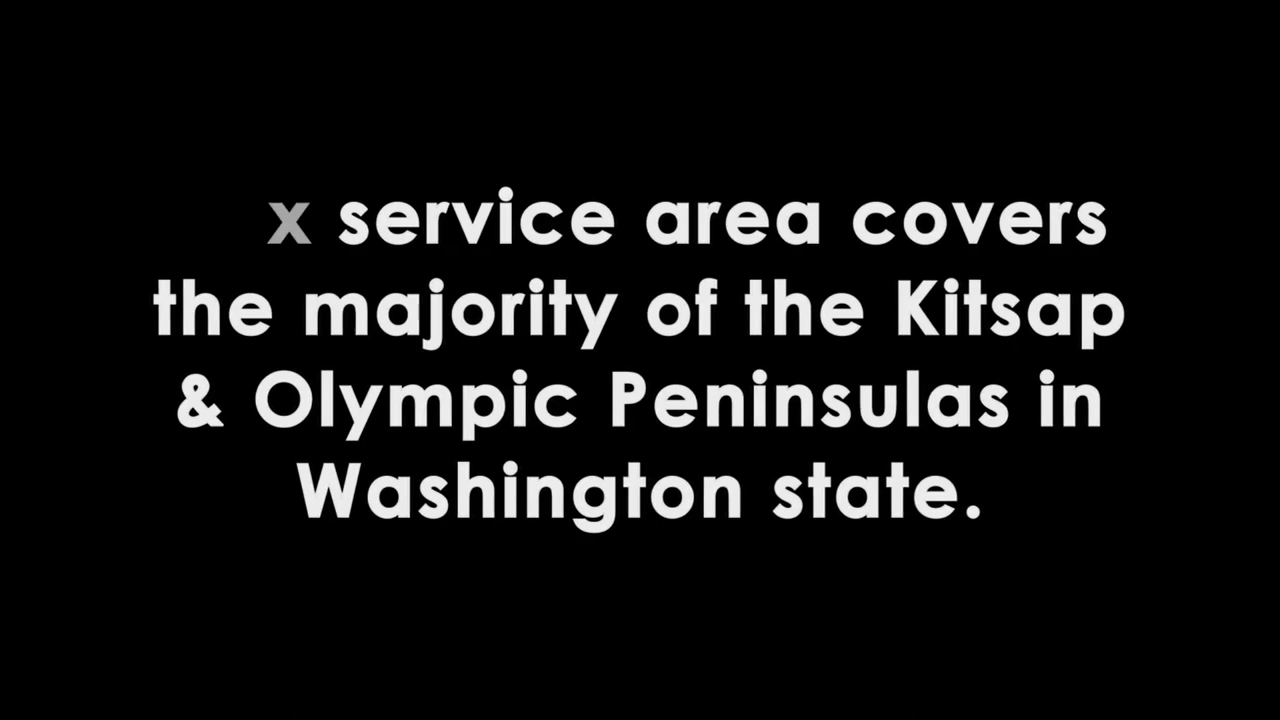 x service area covers
the majority of the Kitsap
& Olympic Peninsulas in
Washington state.